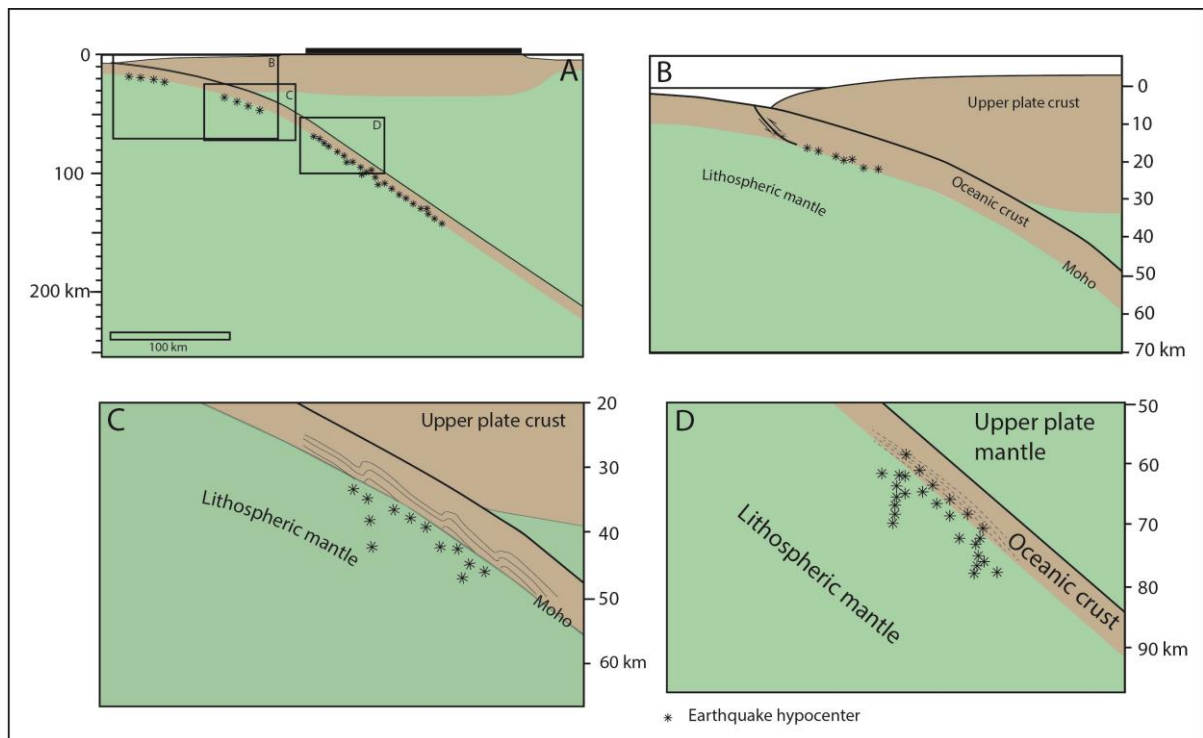 0
100
200 km
A
B
C
D
100 km
B
Upper plate crust
Lithospheric mantle
Oceanic crust
Moho
0
10
20
30
40
50
60
70 km
C
Upper plate crust
Lithospheric mantle
Moho
20
30
40
50
60 km
D
Upper plate
mantle
Lithospheric mantle
Oceanic crust
50
60
70
80
90 km
* Earthquake hypocenter